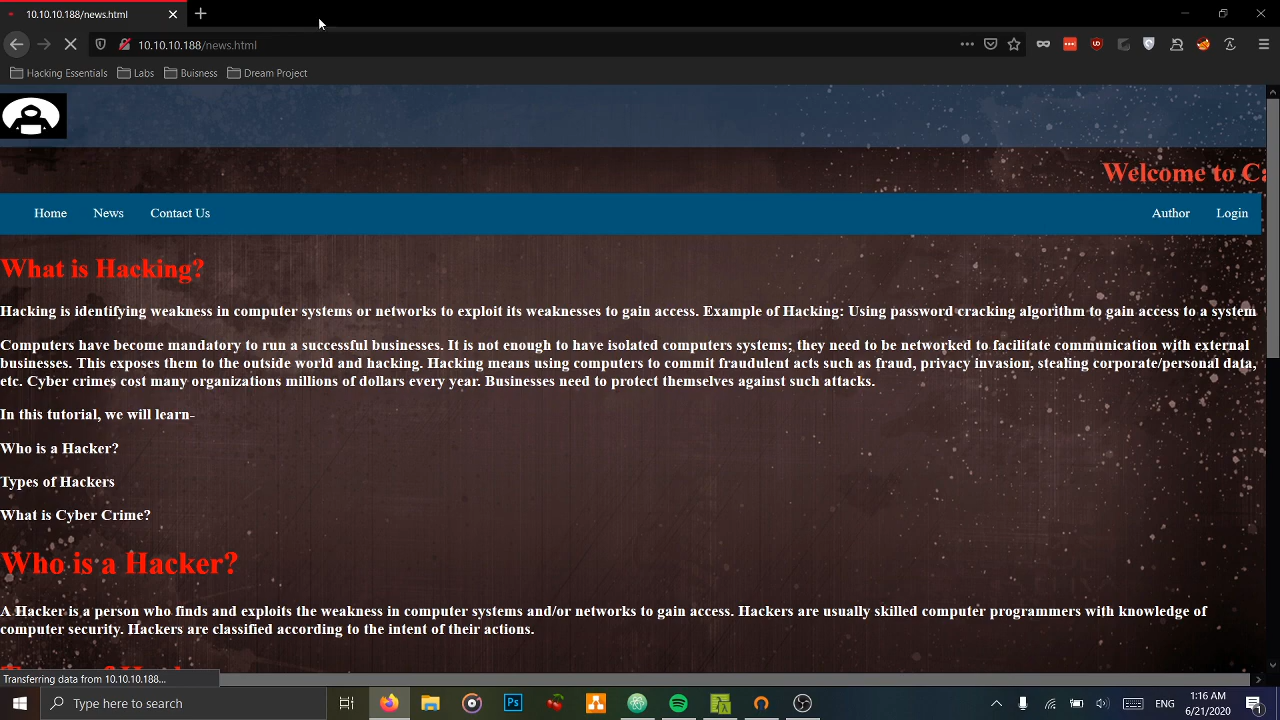 10.10.10.188/news.html
10.10.10.188/news.html
Hacking Essentials Labs Buisness Dream Project
Welcome to Ca
Home News Contact Us Author Login
What is Hacking?
Hacking is identifying weakness in computer systems or networks to exploit its weaknesses to gain access. Example of Hacking: Using password cracking algorithm to gain access to a system
Computers have become mandatory to run a successful businesses. It is not enough to have isolated computers systems; they need to be networked to facilitate communication with external
businesses. This exposes them to the outside world and hacking. Hacking means using computers to commit fraudulent acts such as fraud, privacy invasion, stealing corporate/personal data,
etc. Cyber crimes cost many organizations millions of dollars every year. Businesses need to protect themselves against such attacks.
In this tutorial, we will learn-
Who is a Hacker?
Types of Hackers
What is Cyber Crime?
Who is a Hacker?
A Hacker is a person who finds and exploits the weakness in computer systems and/or networks to gain access. Hackers are usually skilled computer programmers with knowledge of
computer security. Hackers are classified according to the intent of their actions.
Transferring data from 10.10.10.188...
Type here to search
Ps
ENG
1:16 AM
6/21/2020
1